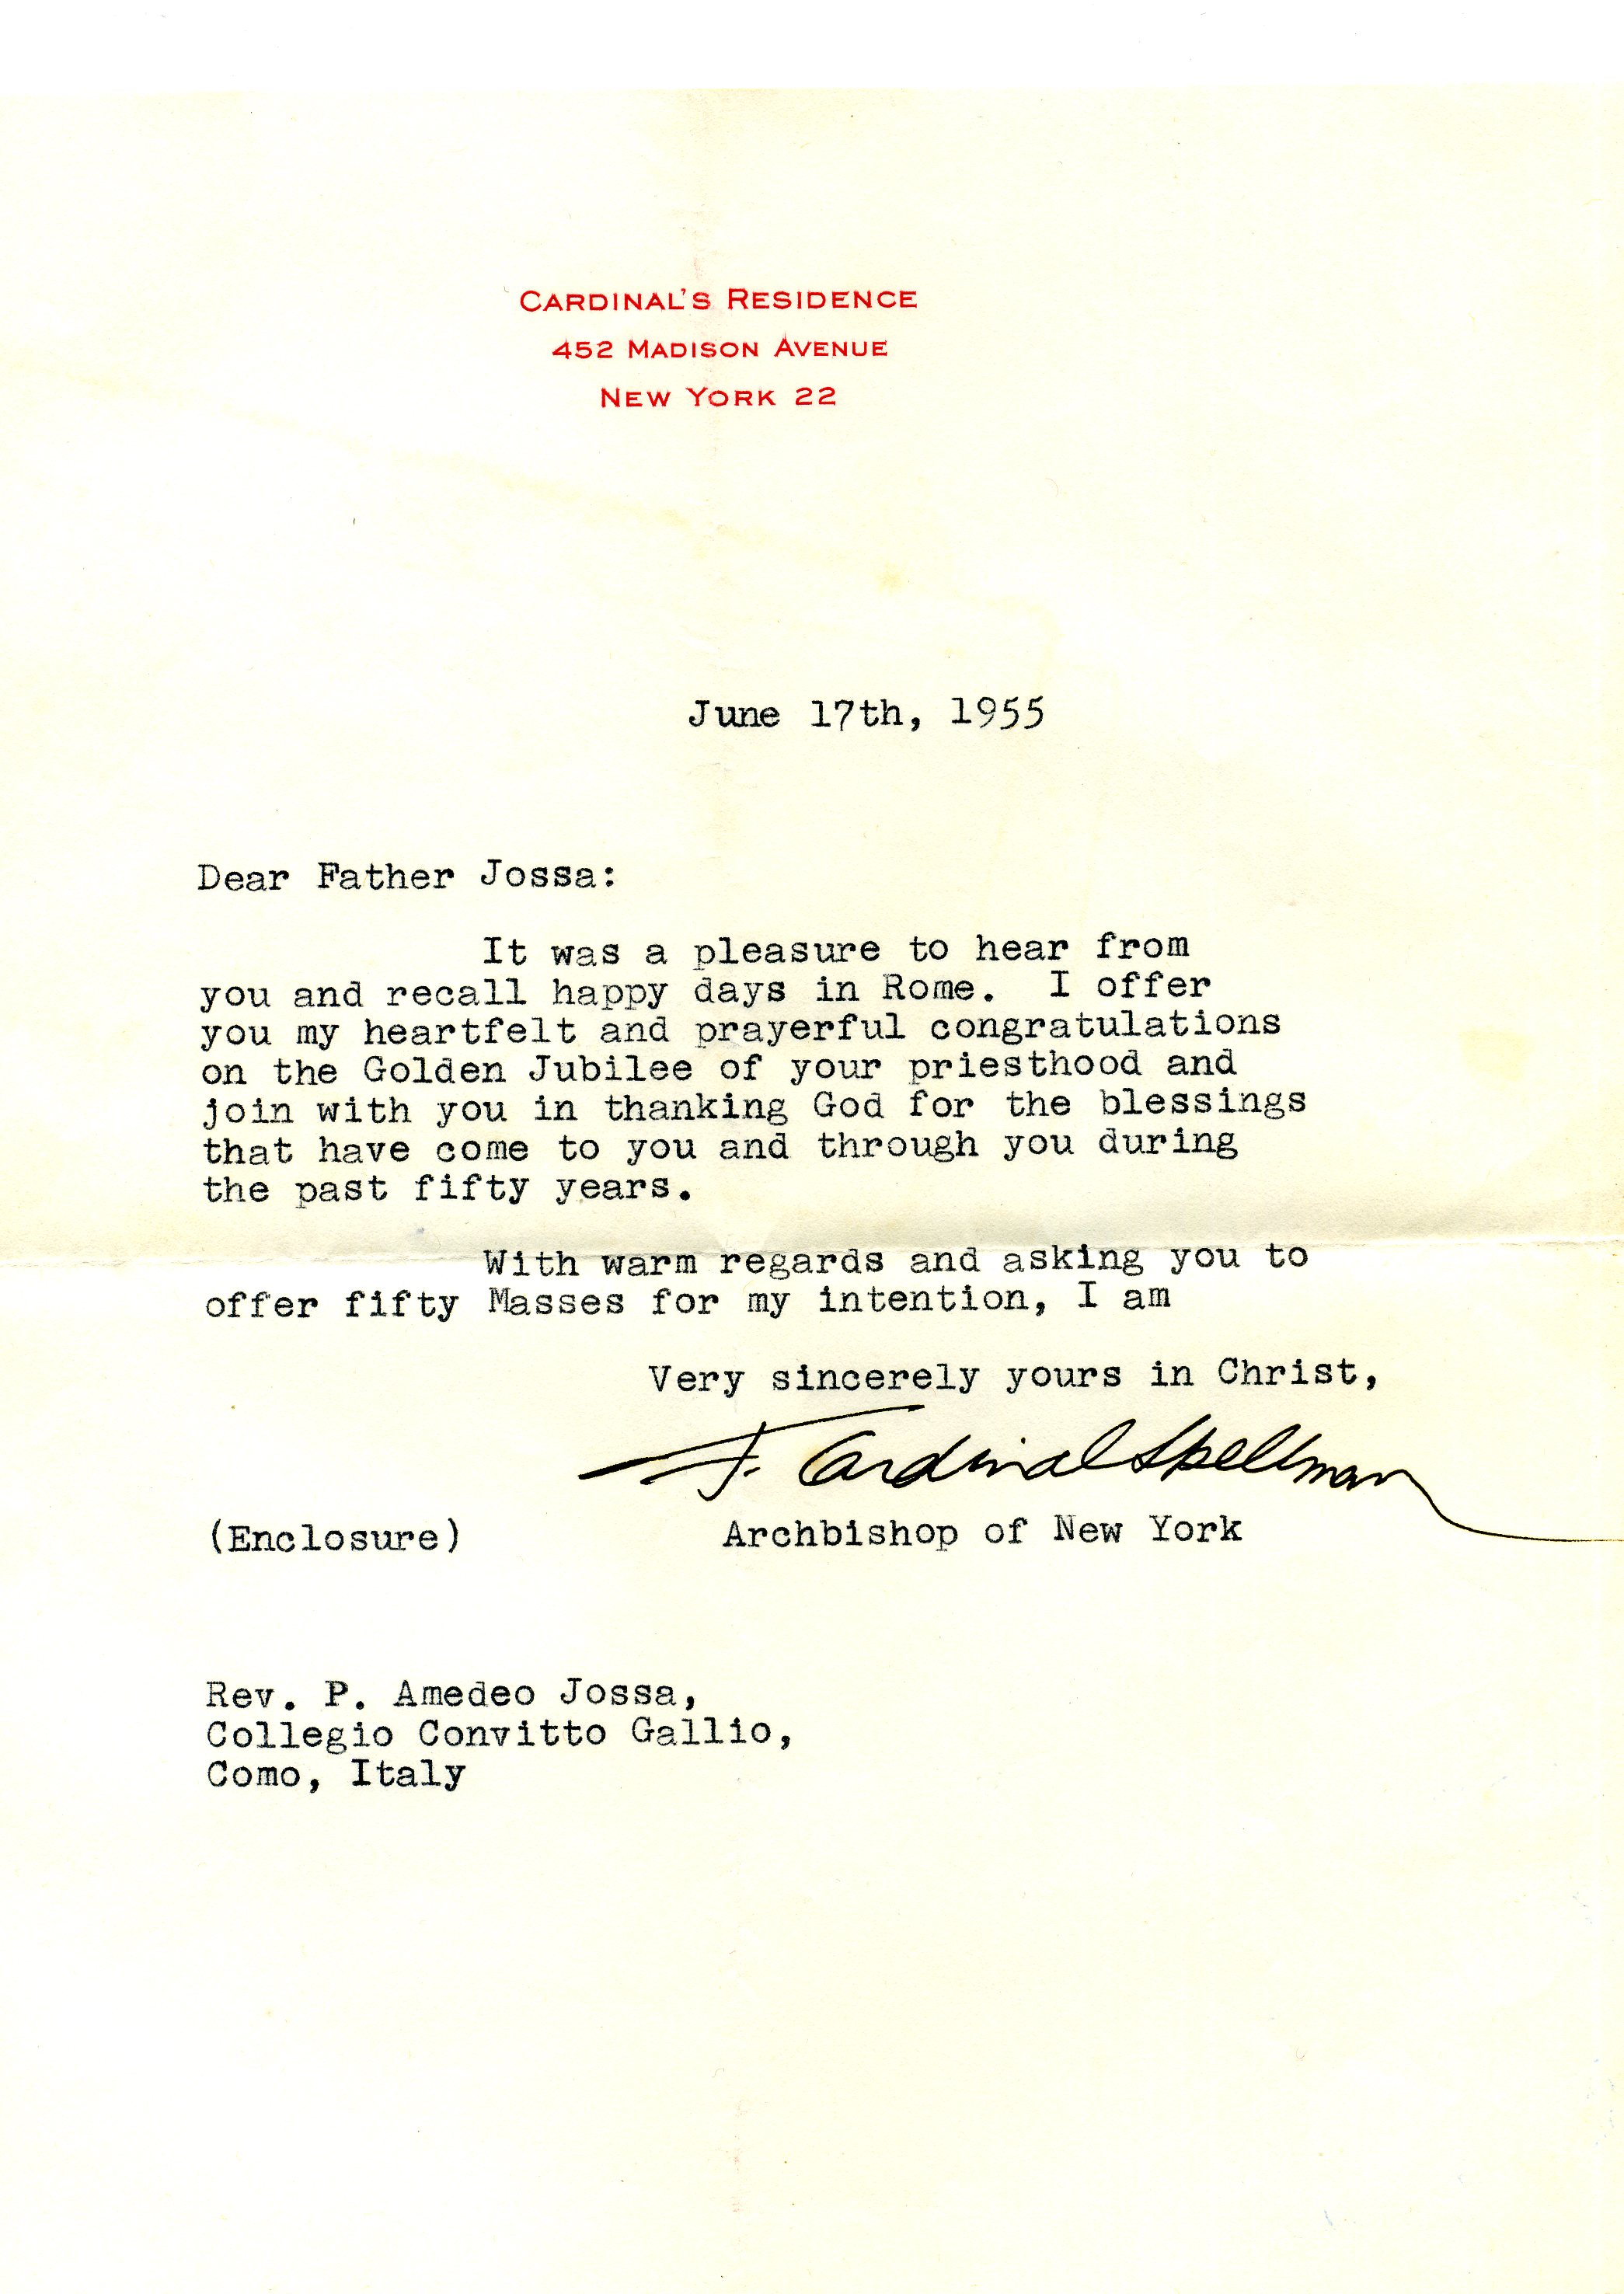 CARDINAL'S RESIDENCE
452 MADISON AVENUE
NEW YORK 22
June 17th, 1955
Dear Father Jossa:
It was a pleasure to hear from
you and recall happy days in Rome. I offer
you my heartfelt and prayerful congratulations
on the Golden Jubilee of your priesthood and
join with you in thanking God for the blessings
that have come to you and through you during
the past fifty years.
With warm regards and asking you to
offer fifty Masses for my intention, I am
Very sincerely yours in Christ,
F. Cardinal Spellman
(Enclosure) Archbishop of New York
Rev. P. Amedeo Jossa,
Collegio Convitto Gallio,
Como, Italy